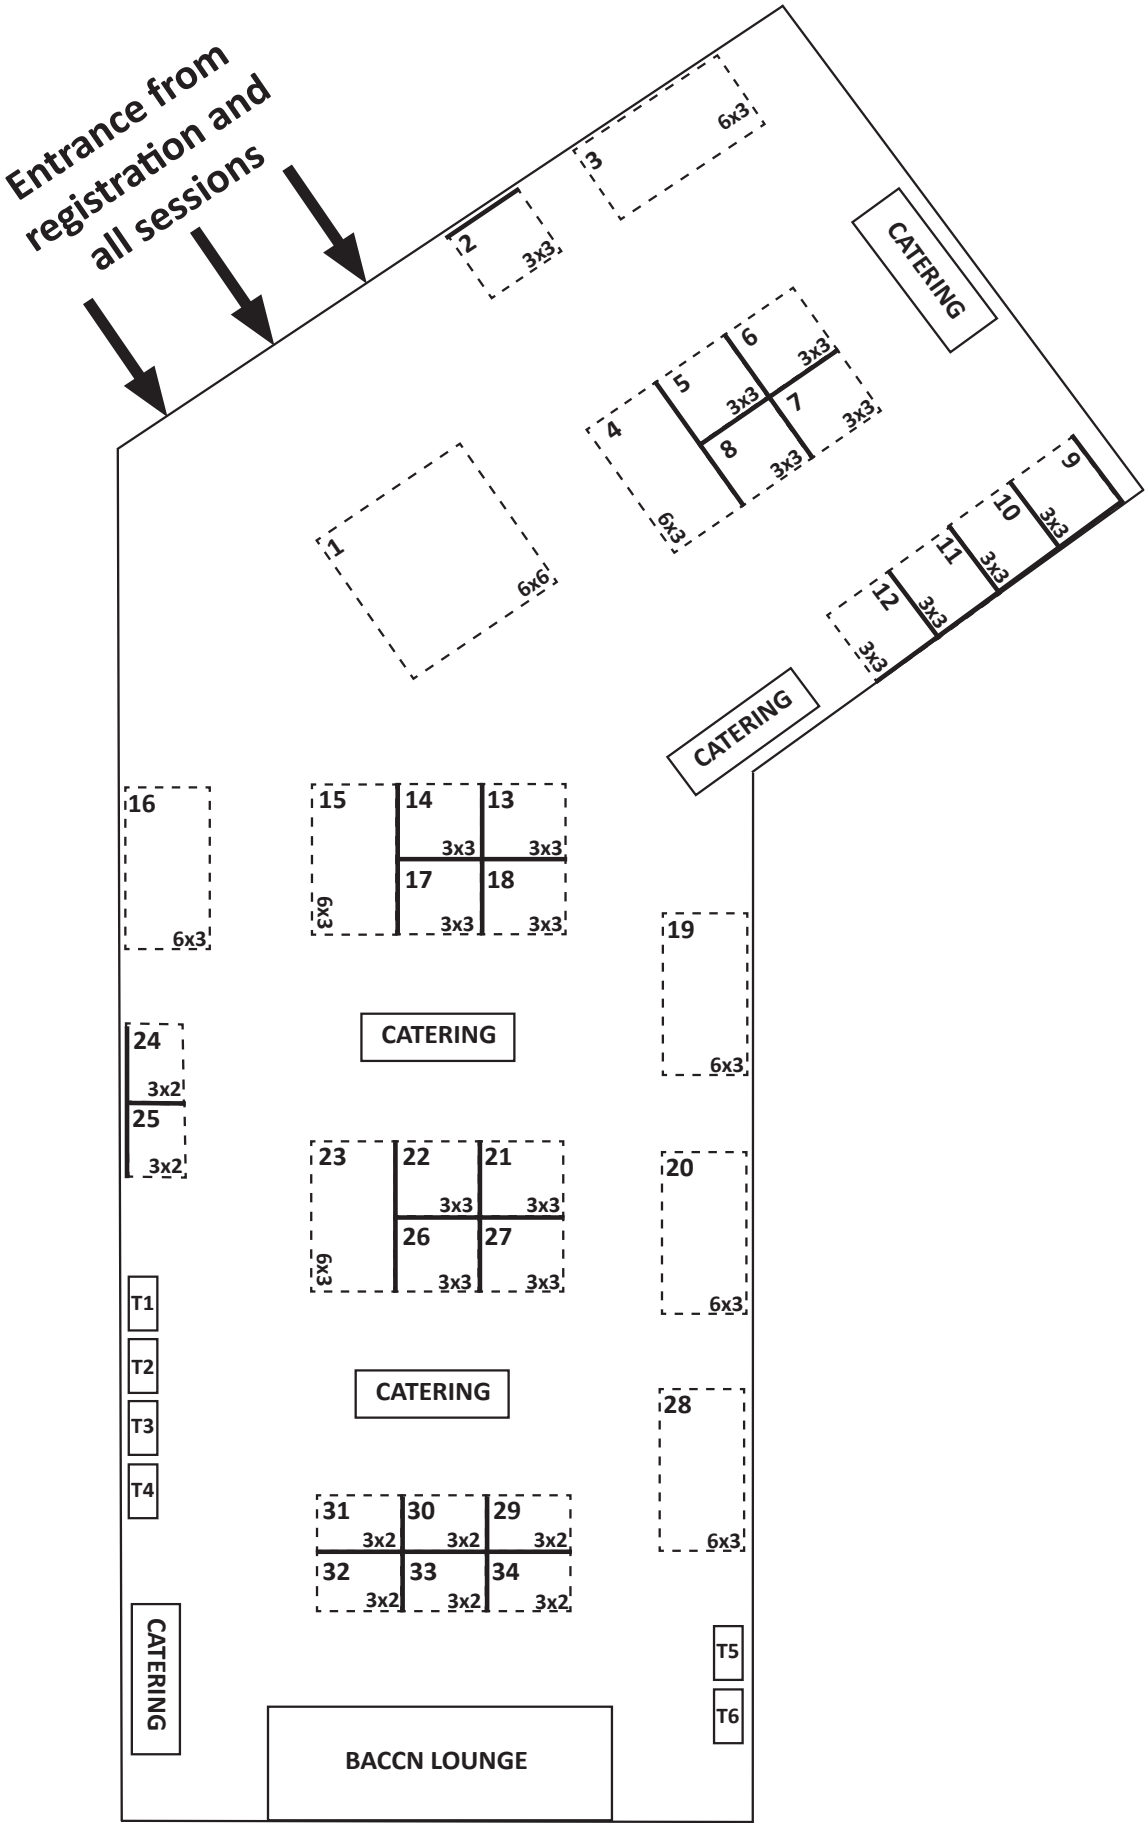 Entrance from
registration and
all sessions
3
6x3
2
3x3
CATERING
6
3x3
5
3x3
7
3x3
4
6x3
8
3x3
9
3x3
10
3x3
11
3x3
12
3x3
1
6x6
CATERING
16
6x3
15
6x3
14
3x3
13
3x3
17
3x3
18
3x3
19
6x3
CATERING
24
3x2
25
3x2
23
6x3
22
3x3
21
3x3
26
3x3
27
3x3
20
6x3
T1
T2
T3
T4
CATERING
28
6x3
31
3x2
30
3x2
29
3x2
32
3x2
33
3x2
34
3x2
CATERING
T5
T6
BACCN LOUNGE